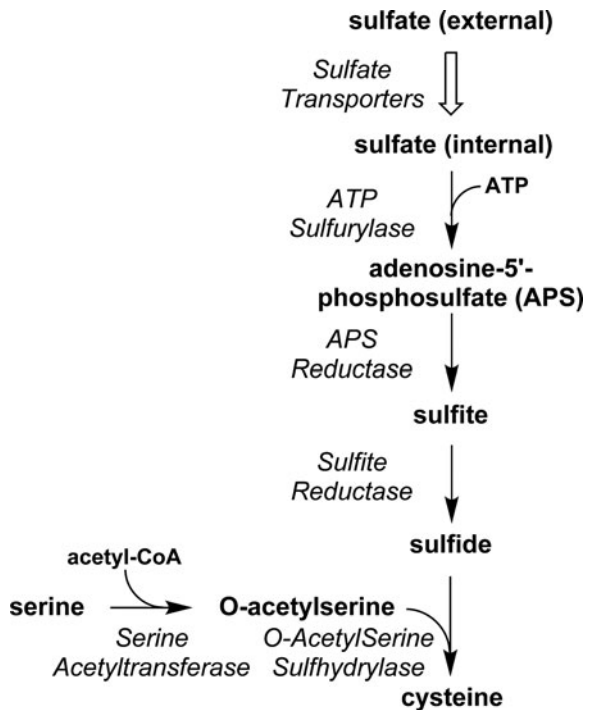 sulfate (external)
Sulfate
Transporters
sulfate (internal)
ATP
ATP
Sulfurylase
adenosine-5'-
phosphosulfate (APS)
APS
Reductase
sulfite
Sulfite
Reductase
sulfide
acetyl-CoA
serine
O-acetylserine
Serine
Acetyltransferase
O-AcetylSerine
Sulfhydrylase
cysteine